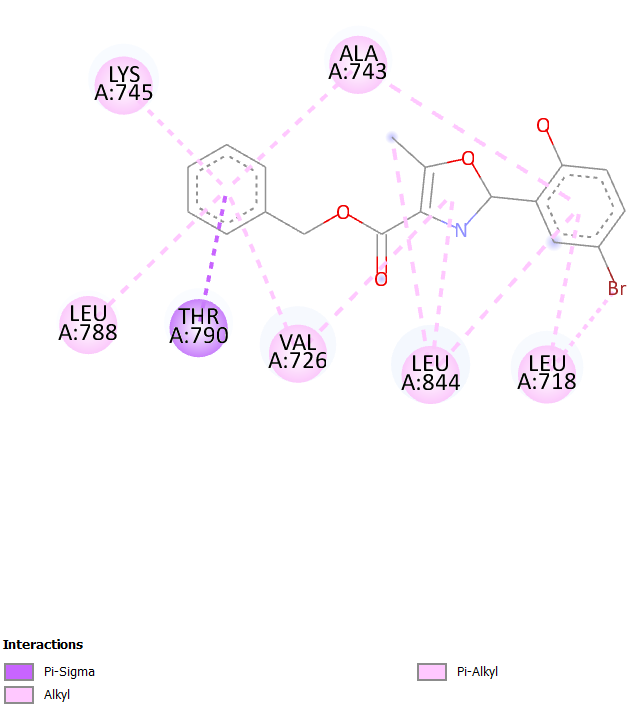 LYS
A:745
ALA
A:743
O
O
O
N
O
Br
LEU
A:788
THR
A:790
VAL
A:726
LEU
A:844
LEU
A:718
Interactions
Pi-Sigma
Pi-Alkyl
Alkyl